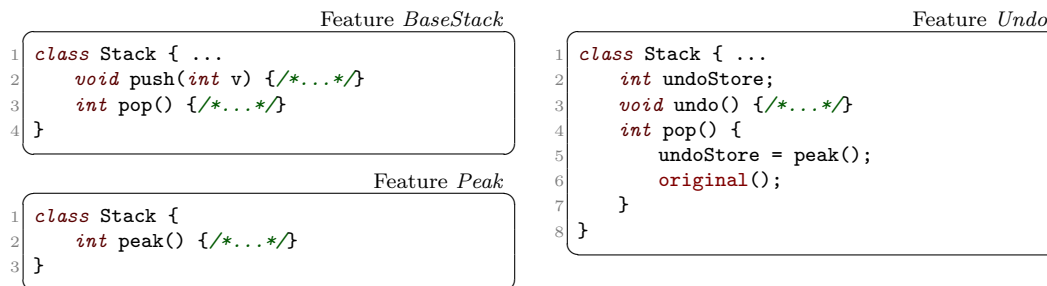 Feature BaseStack
1 class Stack { ...
2 void push(int v) {/*...*/}
3 int pop() {/*...*/}
4 }
Feature Peak
1 class Stack {
2 int peak() {/*...*/}
3 }
Feature Undo
1 class Stack { ...
2 int undoStore;
3 void undo() {/*...*/}
4 int pop() {
5 undoStore = peak();
6 original();
7 }
8 }